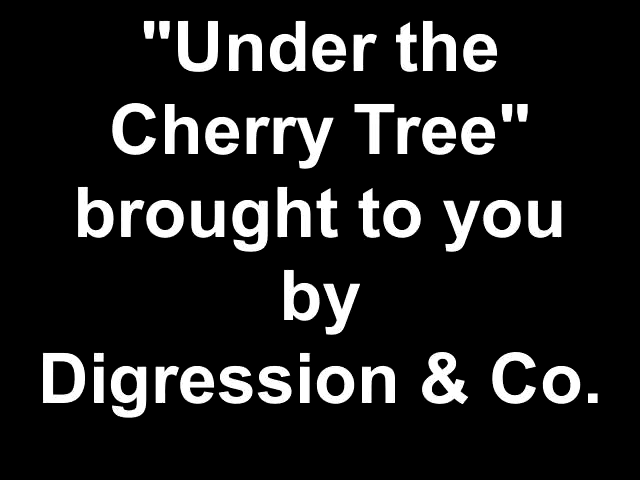 "Under the
Cherry Tree"
brought to you
by
Digression & Co.